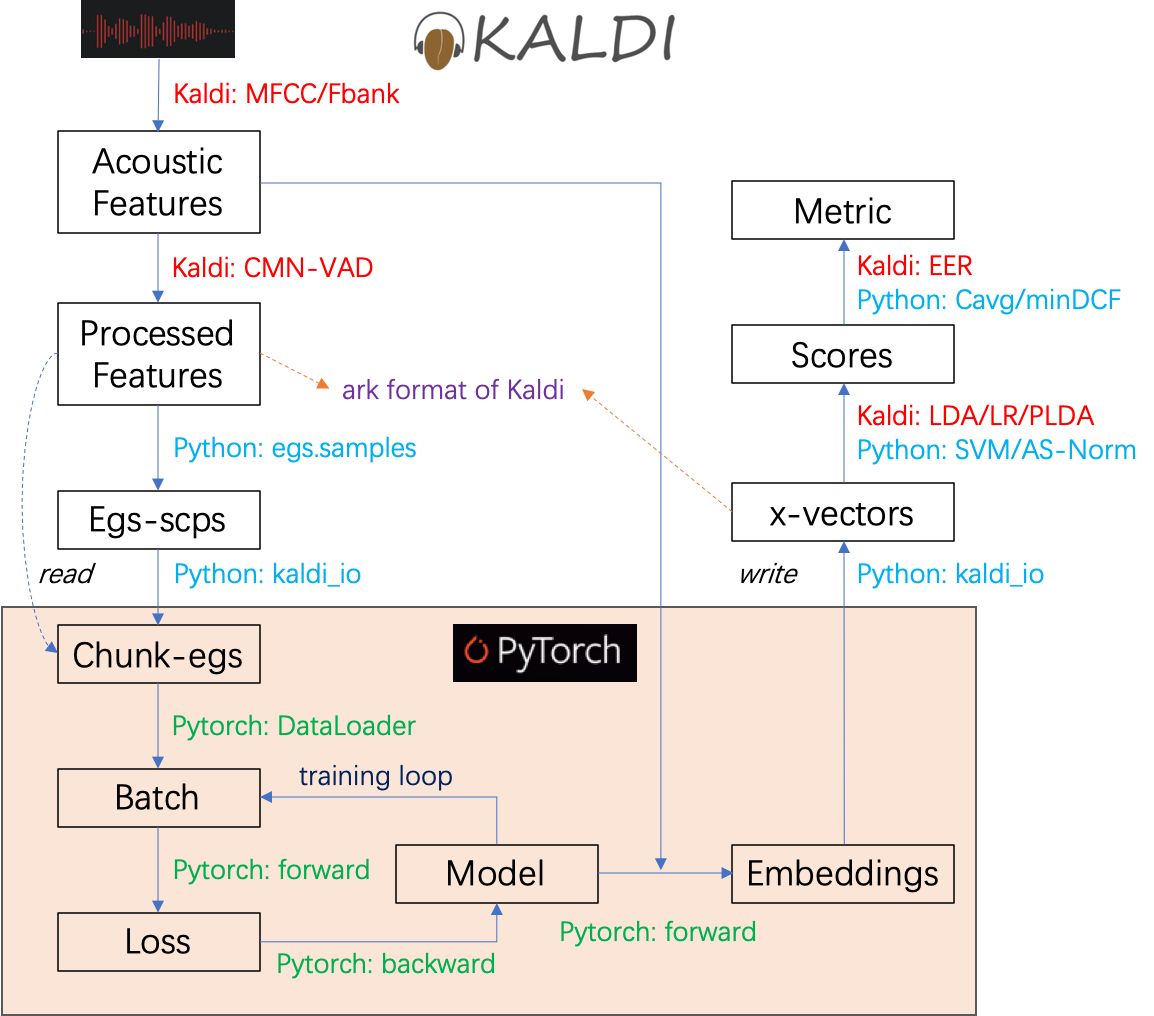 KALDI
Kaldi: MFCC/Fbank
Acoustic
Features
Kaldi: CMN-VAD
Processed
Features
ark format of Kaldi
Python: egs.samples
Egs-scps
read
Python: kaldi_io
Chunk-egs
PyTorch
Pytorch: DataLoader
Batch
training loop
Pytorch: forward
Loss
Pytorch: backward
Model
Pytorch: forward
Embeddings
write
Python: kaldi_io
x-vectors
Kaldi: LDA/LR/PLDA
Python: SVM/AS-Norm
Scores
Kaldi: EER
Python: Cavg/minDCF
Metric